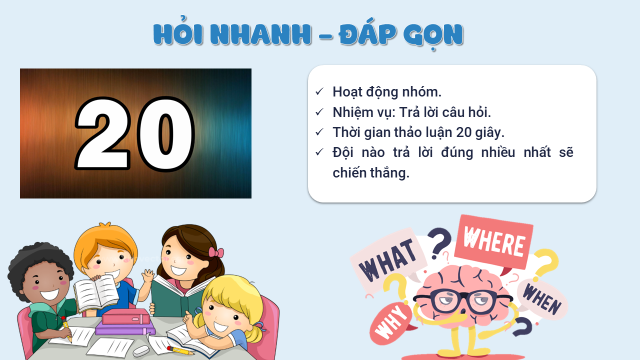 HỎI NHANH – ĐÁP GỌN
20
✓ Hoạt động nhóm.
✓ Nhiệm vụ: Trả lời câu hỏi.
✓ Thời gian thảo luận 20 giây.
✓ Đội nào trả lời đúng nhiều nhất sẽ
chiến thắng.
WHAT
WHERE
WHEN
WHY